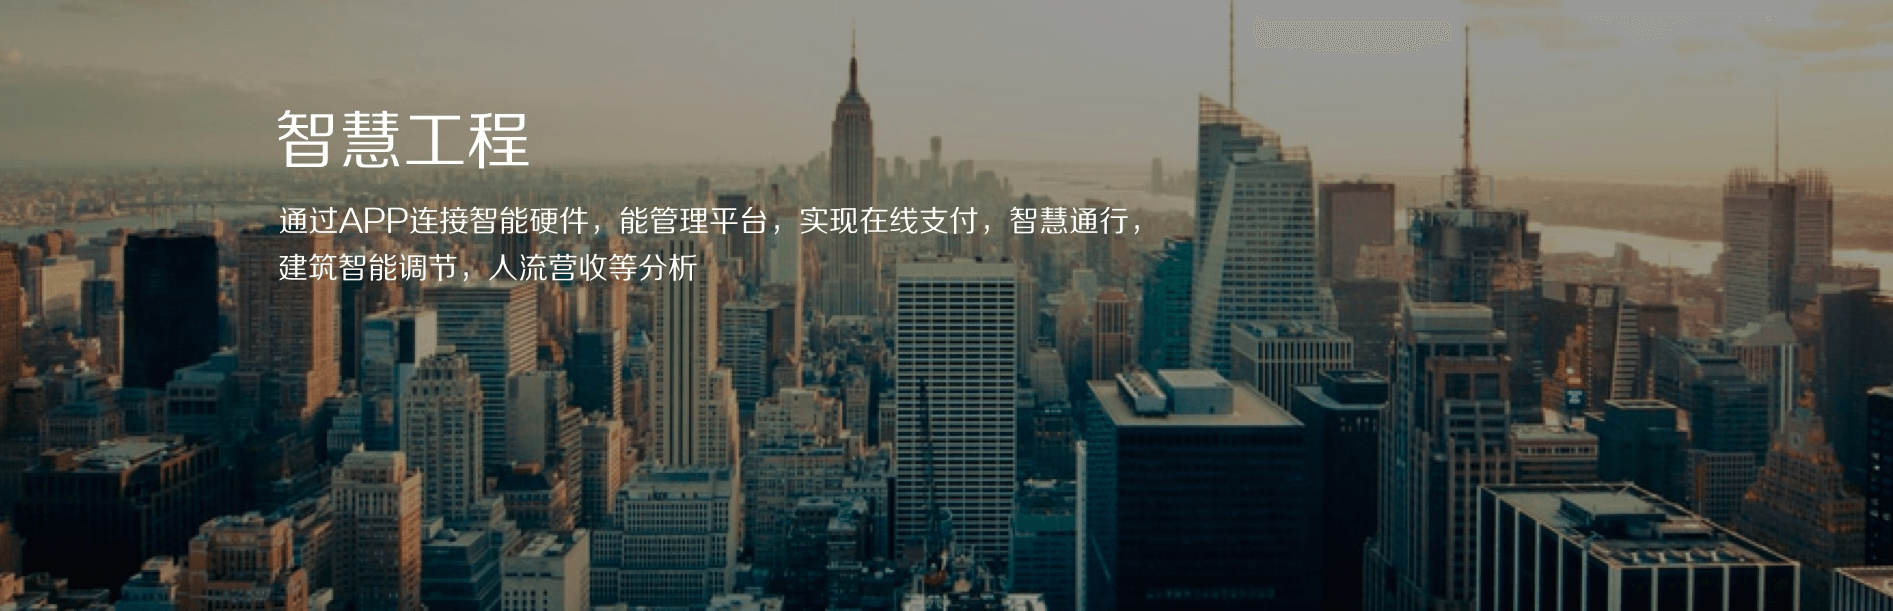 智慧工程
通过APP连接智能硬件，能管理平台，实现在线支付，智慧通行，
建筑智能调节，人流营收等分析